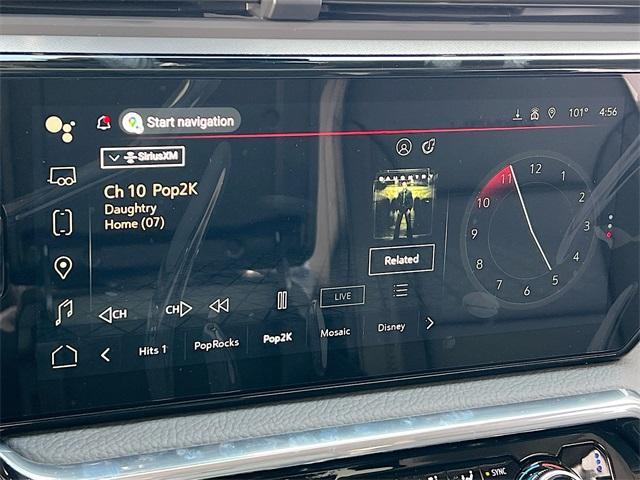 Start navigation
101° 4:56
SiriusXM
Ch 10 Pop2K
Daughtry
Home (07)
DAUGHTRY
Related
12
1
2
3
4
5
6
7
8
9
10
11
CH
CH
LIVE
Hits 1
PopRocks
Pop2K
Mosaic
Disney
SYNC